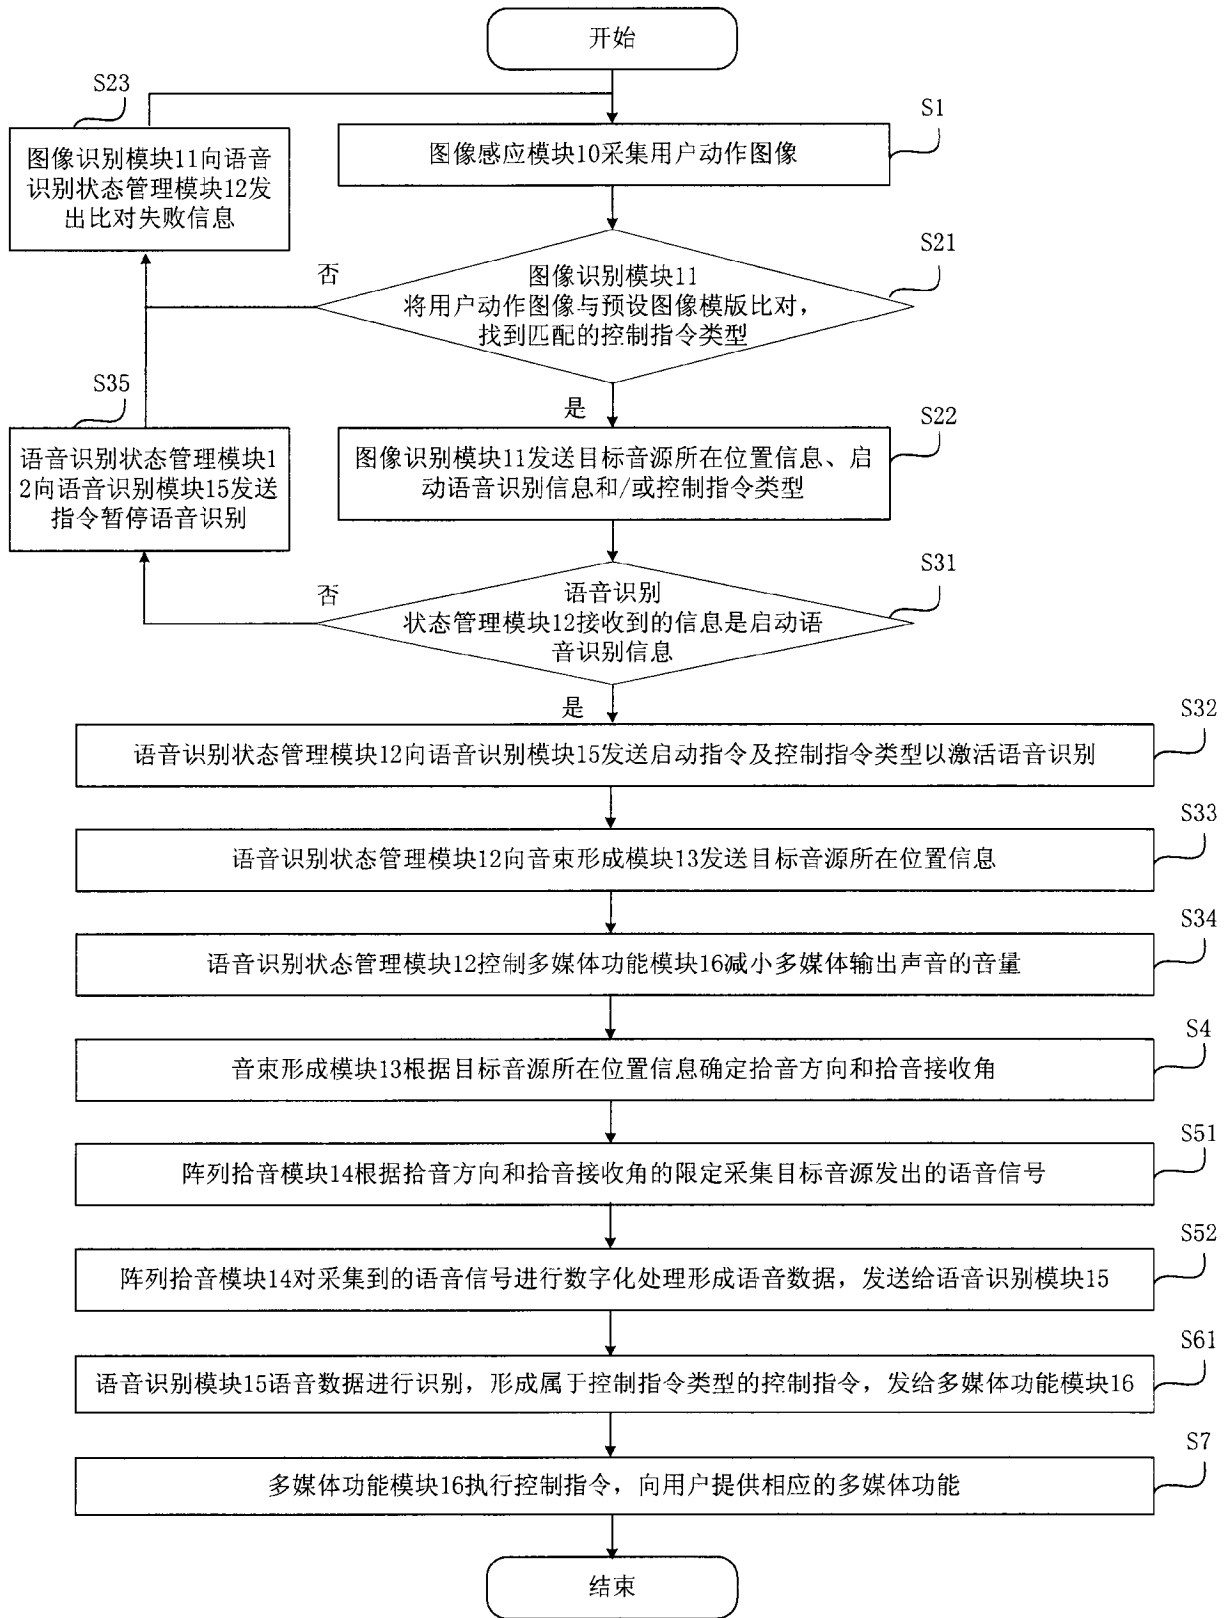 开始
S23
S1
图像识别模块11向语音
识别状态管理模块12发
出比对失败信息
图像感应模块10采集用户动作图像
S21
否
图像识别模块11
将用户动作图像与预设图像模版比对，
找到匹配的控制指令类型
S35
是
S22
语音识别状态管理模块1
2向语音识别模块15发送
指令暂停语音识别
图像识别模块11发送目标音源所在位置信息、启
动语音识别信息和/或控制指令类型
S31
否
语音识别
状态管理模块12接收到的信息是启动语
音识别信息
是
S32
语音识别状态管理模块12向语音识别模块15发送启动指令及控制指令类型以激活语音识别
S33
语音识别状态管理模块12向音束形成模块13发送目标音源所在位置信息
S34
语音识别状态管理模块12控制多媒体功能模块16减小多媒体输出声音的音量
S4
音束形成模块13根据目标音源所在位置信息确定拾音方向和拾音接收角
S51
阵列拾音模块14根据拾音方向和拾音接收角的限定采集目标音源发出的语音信号
S52
阵列拾音模块14对采集到的语音信号进行数字化处理形成语音数据，发送给语音识别模块15
S61
语音识别模块15语音数据进行识别，形成属于控制指令类型的控制指令，发给多媒体功能模块16
S7
多媒体功能模块16执行控制指令，向用户提供相应的多媒体功能
结束